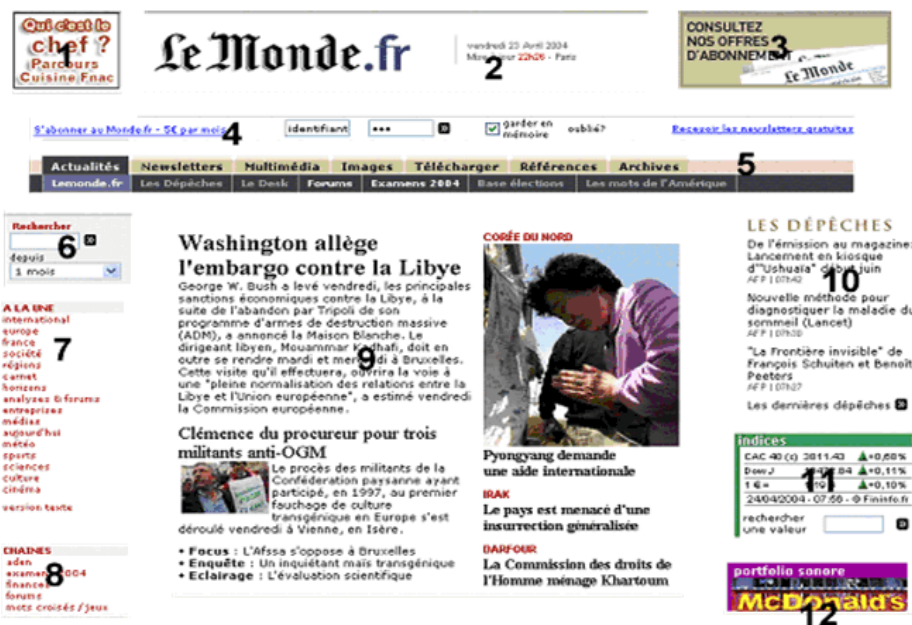 Qui c'est le
chef ?
1
Parcours
Cuisine Fnac
Le Monde.fr
vendredi 23 Avril 2004
22h26 - Paris
2
CONSULTEZ
NOS OFFRES
D'ABONNEMENT
3
Le Monde
S'abonner au Monde.fr - 5€ par mois
4
identifiant
•••
garder en
mémoire
oublié?
Recevoir les newsletters gratuites
Actualités Newsletters Multimédia Images Télécharger Références Archives
5
Lemonde.fr Les Dépêches Le Desk Forums Examens 2004 Base élections Les mots de l'Amérique
Rechercher
6
depuis
1 mois
A LA UNE
international
europe
france
7
société
régions
carnet
horizons
analyses & forums
entreprises
médias
aujourd'hui
météo
sports
sciences
culture
cinéma
version texte
CHAINES
aden
8
finances
forums
mots croisés / jeux
Washington allège
l'embargo contre la Libye
George W. Bush a levé vendredi, les principales
sanctions économiques contre la Libye, à la
suite de l'abandon par Tripoli de son
programme d'armes de destruction massive
(ADM), a annoncé la Maison Blanche. Le
dirigeant libyen, Mouammar Kadhafi, doit en
outre se rendre mardi et mercredi à Bruxelles.
9
Cette visite qu'il effectuera, ouvrira la voie à
une "pleine normalisation des relations entre la
Libye et l'Union européenne", a estimé vendredi
la Commission européenne.
Clémence du procureur pour trois
militants anti-OGM
Le procès des militants de la
Conféderation paysanne ayant
participé, en 1997, au premier
fauchage de culture
transgénique en Europe s'est
déroulé vendredi à Vienne, en Isère.
• Focus : L'Afssa s'oppose à Bruxelles
• Enquête : Un inquiétant maïs transgénique
• Eclairage : L'évaluation scientifique
CORÉE DU NORD
Pyongyang demande
une aide internationale
IRAK
Le pays est menacé d'une
insurrection généralisée
DARFOUR
La Commission des droits de
l'Homme ménage Khartoum
LES DÉPÊCHES
De l'émission au magazine:
Lancement en kiosque
d'"Ushuaïa" début juin
10
AFP | 07h42
Nouvelle méthode pour
diagnostiquer la maladie du
sommeil (Lancet)
AFP | 07h30
"La Frontière invisible" de
François Schuiten et Benoît
Peeters
AFP | 07h27
Les dernières dépêches
indices
CAC 40 (c) 3811.43 +0,68%
Dow J .84 +0,11%
11
1 € = +0,10%
24/04/2004 - 07:56 - © Fininfo.fr
rechercher
une valeur
portfolio sonore
McDonald's
12